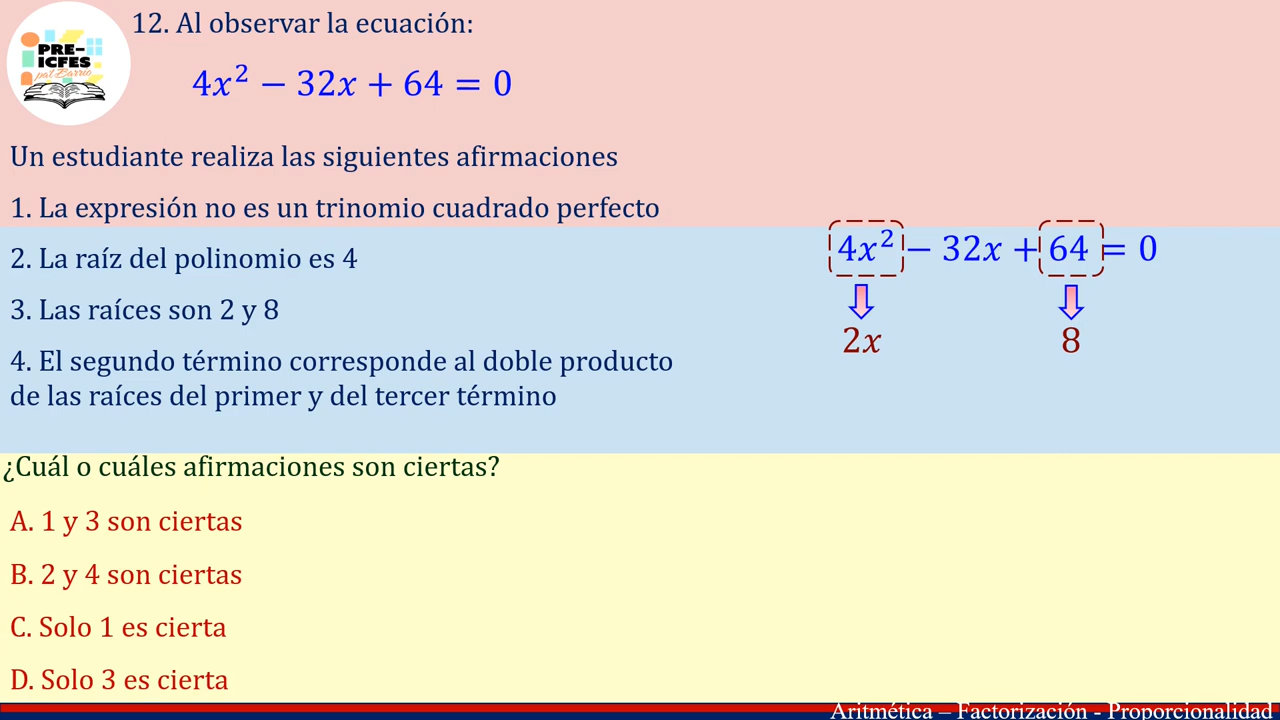 PRE-
ICFES
pat Barrio
12. Al observar la ecuación:
4x² − 32x + 64 = 0
Un estudiante realiza las siguientes afirmaciones
1. La expresión no es un trinomio cuadrado perfecto
2. La raíz del polinomio es 4
3. Las raíces son 2 y 8
4. El segundo término corresponde al doble producto
de las raíces del primer y del tercer término
4x² − 32x + 64 = 0
2x 8
¿Cuál o cuáles afirmaciones son ciertas?
A. 1 y 3 son ciertas
B. 2 y 4 son ciertas
C. Solo 1 es cierta
D. Solo 3 es cierta
Aritmética – Factorización - Proporcionalidad